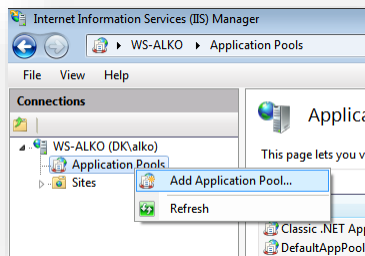 Internet Information Services (IIS) Manager
WS-ALKO Application Pools
File View Help
Connections
WS-ALKO (DK\alko)
Application Pools
Sites
Add Application Pool...
Refresh
This page lets you v
Classic .NET App
DefaultAppPool